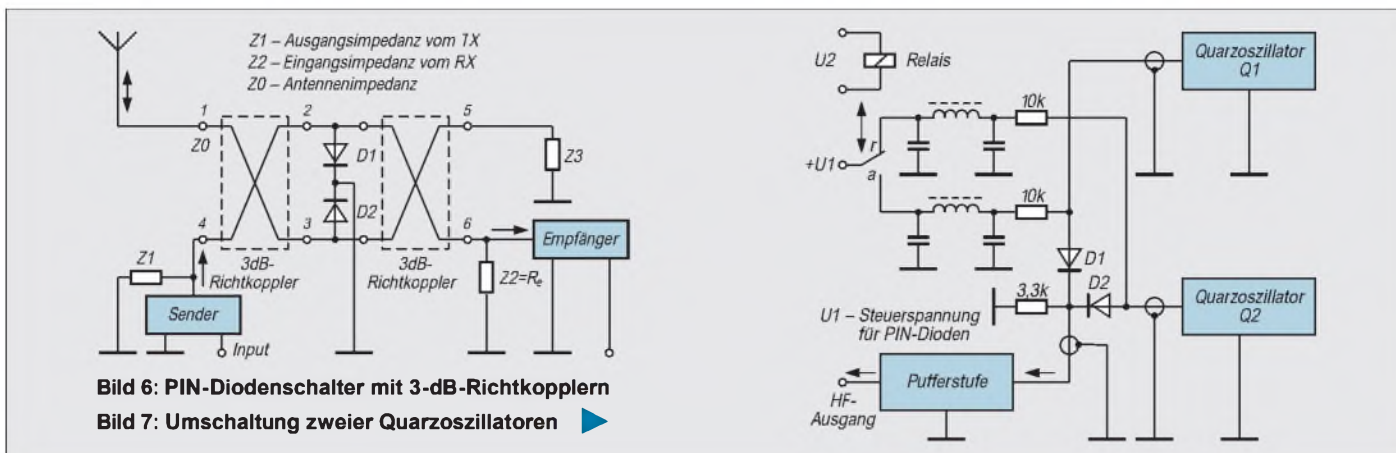 Z1 – Ausgangsimpedanz vom TX
Z2 – Eingangsimpedanz vom RX
Z0 – Antennenimpedanz
1
Z0
2
5
D1
Z3
D2
4
3
6
Z1
3dB-
Richtkoppler
3dB-
Richtkoppler
Z2=Re
Empfänger
Sender
Input
Bild 6: PIN-Diodenschalter mit 3-dB-Richtkopplern
Bild 7: Umschaltung zweier Quarzoszillatoren
U2
Relais
Quarzoszillator
Q1
10k
r
+U1
a
10k
D1
D2
3,3k
Quarzoszillator
Q2
U1 – Steuerspannung
für PIN-Dioden
Pufferstufe
HF-
Ausgang